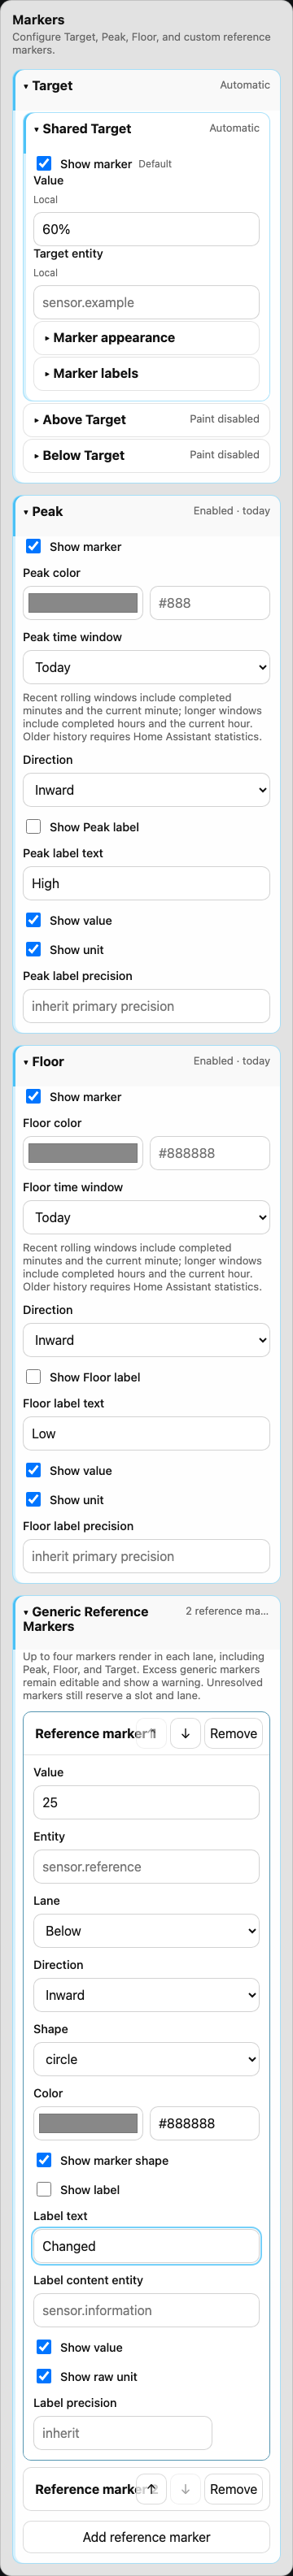 Markers
Configure Target, Peak, Floor, and custom reference
markers.
▾ Target Automatic
▾ Shared Target Automatic
Show marker Default
Value
Local
60%
Target entity
Local
sensor.example
▸ Marker appearance
▸ Marker labels
▸ Above Target Paint disabled
▸ Below Target Paint disabled
▾ Peak Enabled · today
Show marker
Peak color
#888
Peak time window
Today
Recent rolling windows include completed
minutes and the current minute; longer windows
include completed hours and the current hour.
Older history requires Home Assistant statistics.
Direction
Inward
Show Peak label
Peak label text
High
Show value
Show unit
Peak label precision
inherit primary precision
▾ Floor Enabled · today
Show marker
Floor color
#888888
Floor time window
Today
Recent rolling windows include completed
minutes and the current minute; longer windows
include completed hours and the current hour.
Older history requires Home Assistant statistics.
Direction
Inward
Show Floor label
Floor label text
Low
Show value
Show unit
Floor label precision
inherit primary precision
▾ Generic Reference 2 reference ma...
Markers
Up to four markers render in each lane, including
Peak, Floor, and Target. Excess generic markers
remain editable and show a warning. Unresolved
markers still reserve a slot and lane.
Reference marker 1 ↑ ↓ Remove
Value
25
Entity
sensor.reference
Lane
Below
Direction
Inward
Shape
circle
Color
#888888
Show marker shape
Show label
Label text
Changed
Label content entity
sensor.information
Show value
Show raw unit
Label precision
inherit
Reference marker 2 ↑ ↓ Remove
Add reference marker